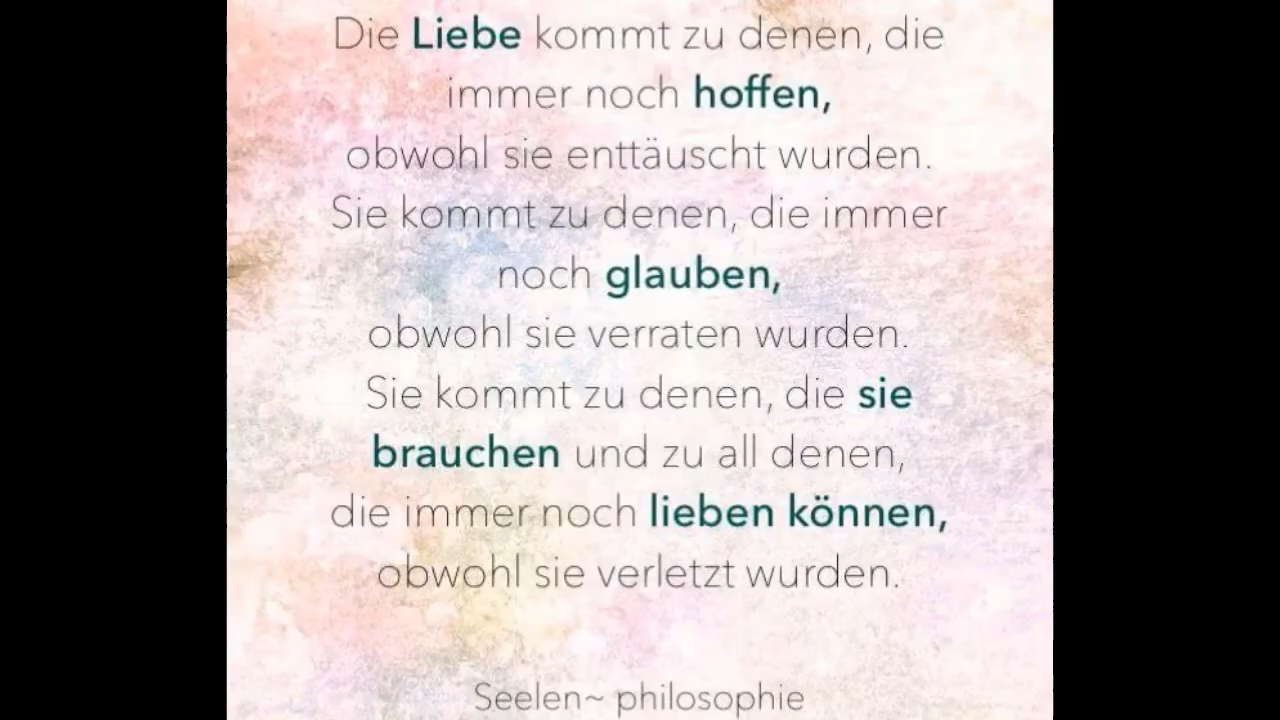 Die Liebe kommt zu denen, die
immer noch hoffen,
obwohl sie enttäuscht wurden.
Sie kommt zu denen, die immer
noch glauben,
obwohl sie verraten wurden.
Sie kommt zu denen, die sie
brauchen und zu all denen,
die immer noch lieben können,
obwohl sie verletzt wurden.
Seelen~ philosophie